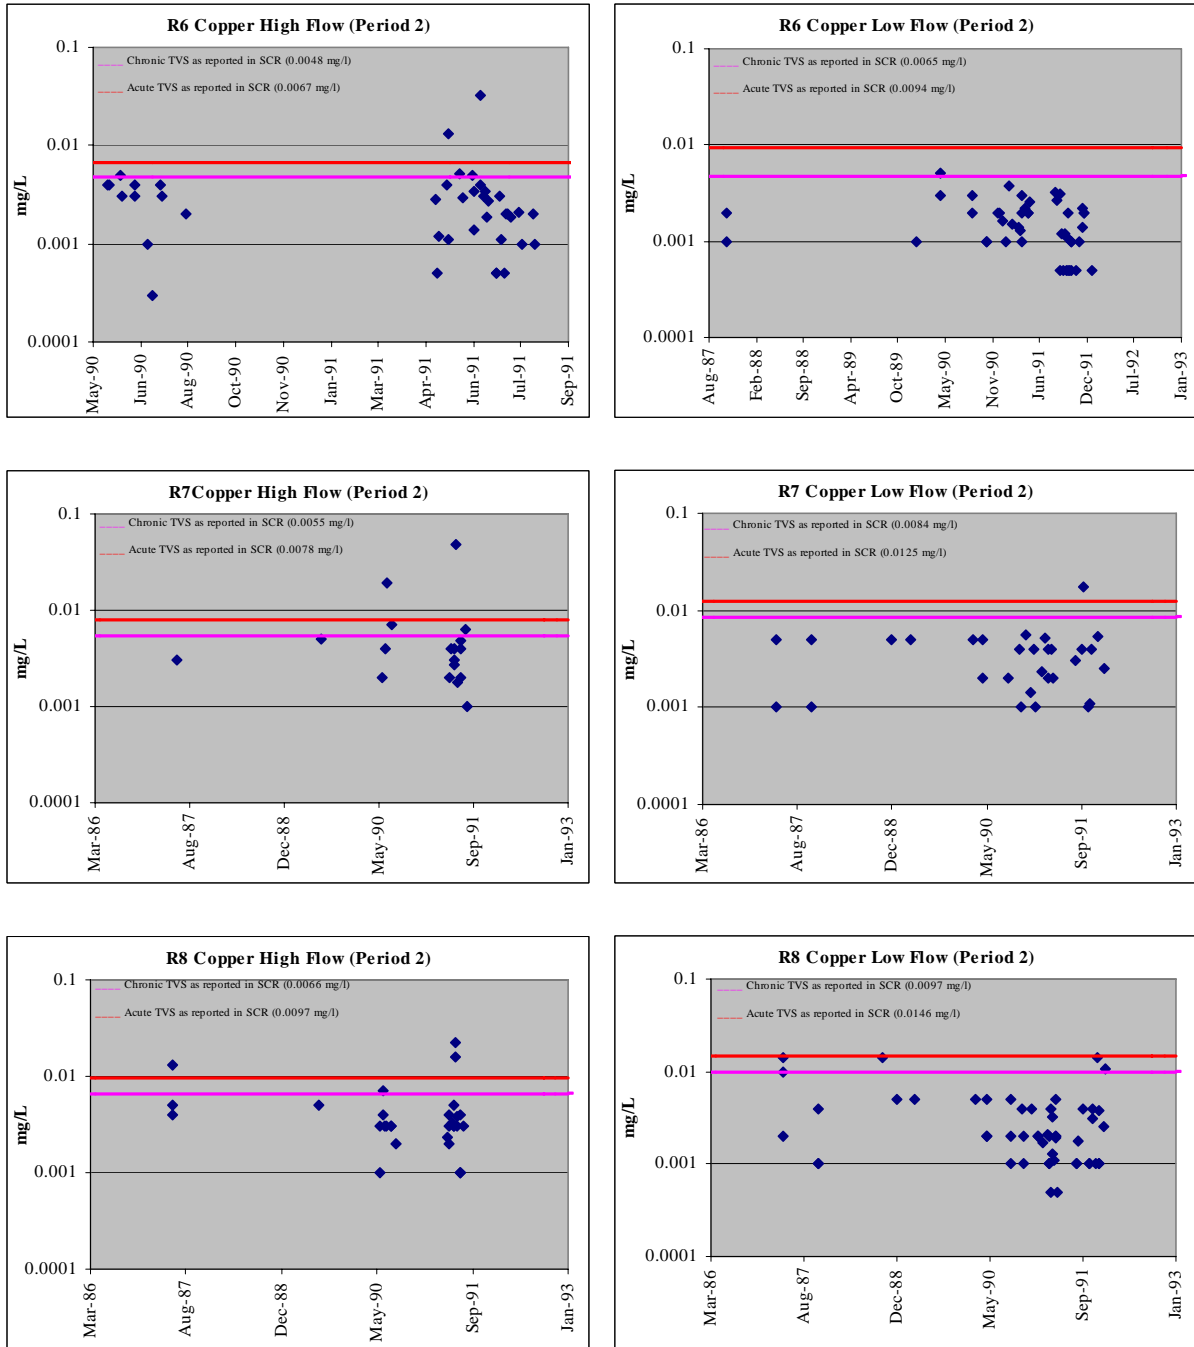 R6 Copper High Flow (Period 2)
0.1
0.01
0.001
0.0001
mg/L
Chronic TVS as reported in SCR (0.0048 mg/l)
Acute TVS as reported in SCR (0.0067 mg/l)
May-90
Jun-90
Aug-90
Oct-90
Nov-90
Jan-91
Mar-91
Apr-91
Jun-91
Jul-91
Sep-91
R6 Copper Low Flow (Period 2)
0.1
0.01
0.001
0.0001
mg/L
Chronic TVS as reported in SCR (0.0065 mg/l)
Acute TVS as reported in SCR (0.0094 mg/l)
Aug-87
Feb-88
Sep-88
Apr-89
Oct-89
May-90
Nov-90
Jun-91
Dec-91
Jul-92
Jan-93
R7Copper High Flow (Period 2)
0.1
0.01
0.001
0.0001
mg/L
Chronic TVS as reported in SCR (0.0055 mg/l)
Acute TVS as reported in SCR (0.0078 mg/l)
Mar-86
Aug-87
Dec-88
May-90
Sep-91
Jan-93
R7 Copper Low Flow (Period 2)
0.1
0.01
0.001
0.0001
mg/L
Chronic TVS as reported in SCR (0.0084 mg/l)
Acute TVS as reported in SCR (0.0125 mg/l)
Mar-86
Aug-87
Dec-88
May-90
Sep-91
Jan-93
R8 Copper High Flow (Period 2)
0.1
0.01
0.001
0.0001
mg/L
Chronic TVS as reported in SCR (0.0066 mg/l)
Acute TVS as reported in SCR (0.0097 mg/l)
Mar-86
Aug-87
Dec-88
May-90
Sep-91
Jan-93
R8 Copper Low Flow (Period 2)
0.1
0.01
0.001
0.0001
mg/L
Chronic TVS as reported in SCR (0.0097 mg/l)
Acute TVS as reported in SCR (0.0146 mg/l)
Mar-86
Aug-87
Dec-88
May-90
Sep-91
Jan-93